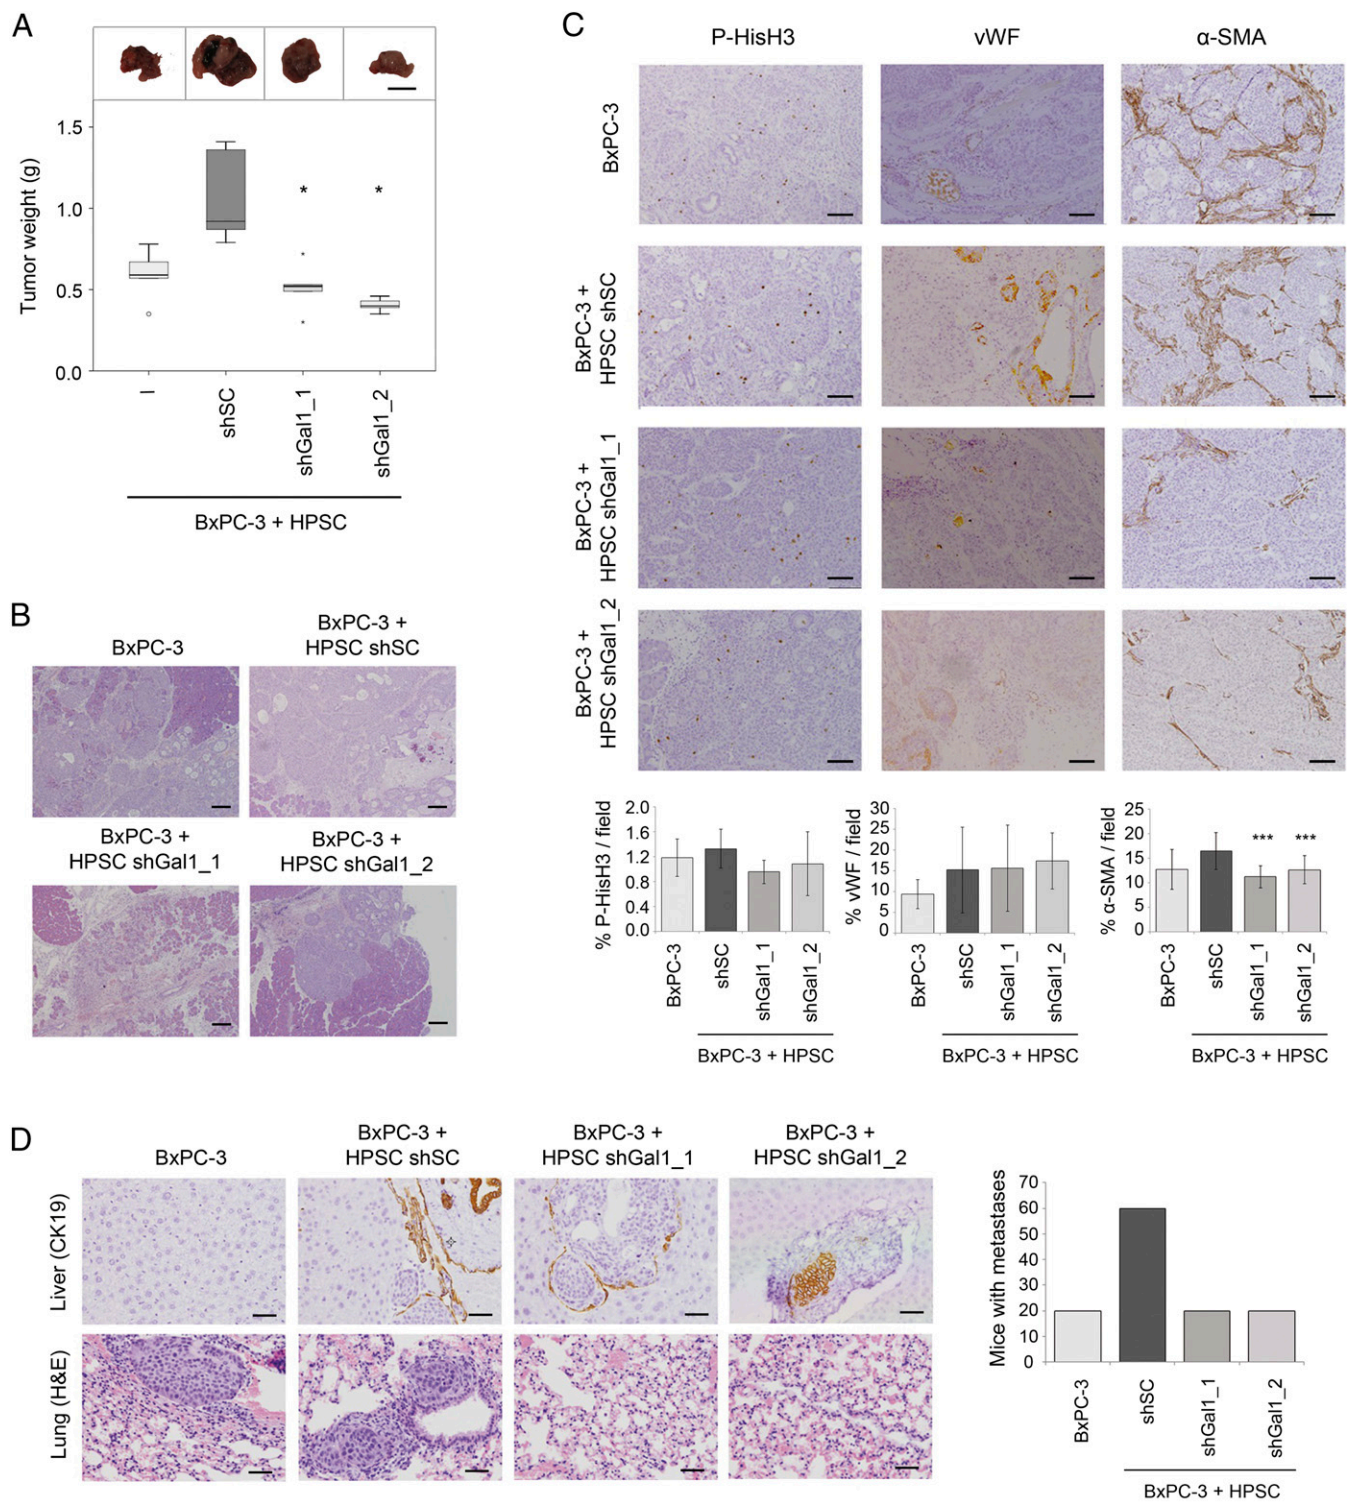 A
Tumor weight (g)
1.5
1.0
0.5
0.0
*
*
I
shSC
shGal1_1
shGal1_2
BxPC-3 + HPSC
B
BxPC-3
BxPC-3 +
HPSC shSC
BxPC-3 +
HPSC shGal1_1
BxPC-3 +
HPSC shGal1_2
C
P-HisH3
vWF
α-SMA
BxPC-3
BxPC-3 +
HPSC shSC
BxPC-3 +
HPSC shGal1_1
BxPC-3 +
HPSC shGal1_2
% P-HisH3 / field
2.0
1.6
1.2
0.8
0.4
0
BxPC-3
shSC
shGal1_1
shGal1_2
BxPC-3 + HPSC
% vWF / field
30
25
20
15
10
5
0
BxPC-3
shSC
shGal1_1
shGal1_2
BxPC-3 + HPSC
% α-SMA / field
25
20
15
10
5
0
***
***
BxPC-3
shSC
shGal1_1
shGal1_2
BxPC-3 + HPSC
D
BxPC-3
BxPC-3 +
HPSC shSC
BxPC-3 +
HPSC shGal1_1
BxPC-3 +
HPSC shGal1_2
Liver (CK19)
Lung (H&E)
Mice with metastases
70
60
50
40
30
20
10
0
BxPC-3
shSC
shGal1_1
shGal1_2
BxPC-3 + HPSC